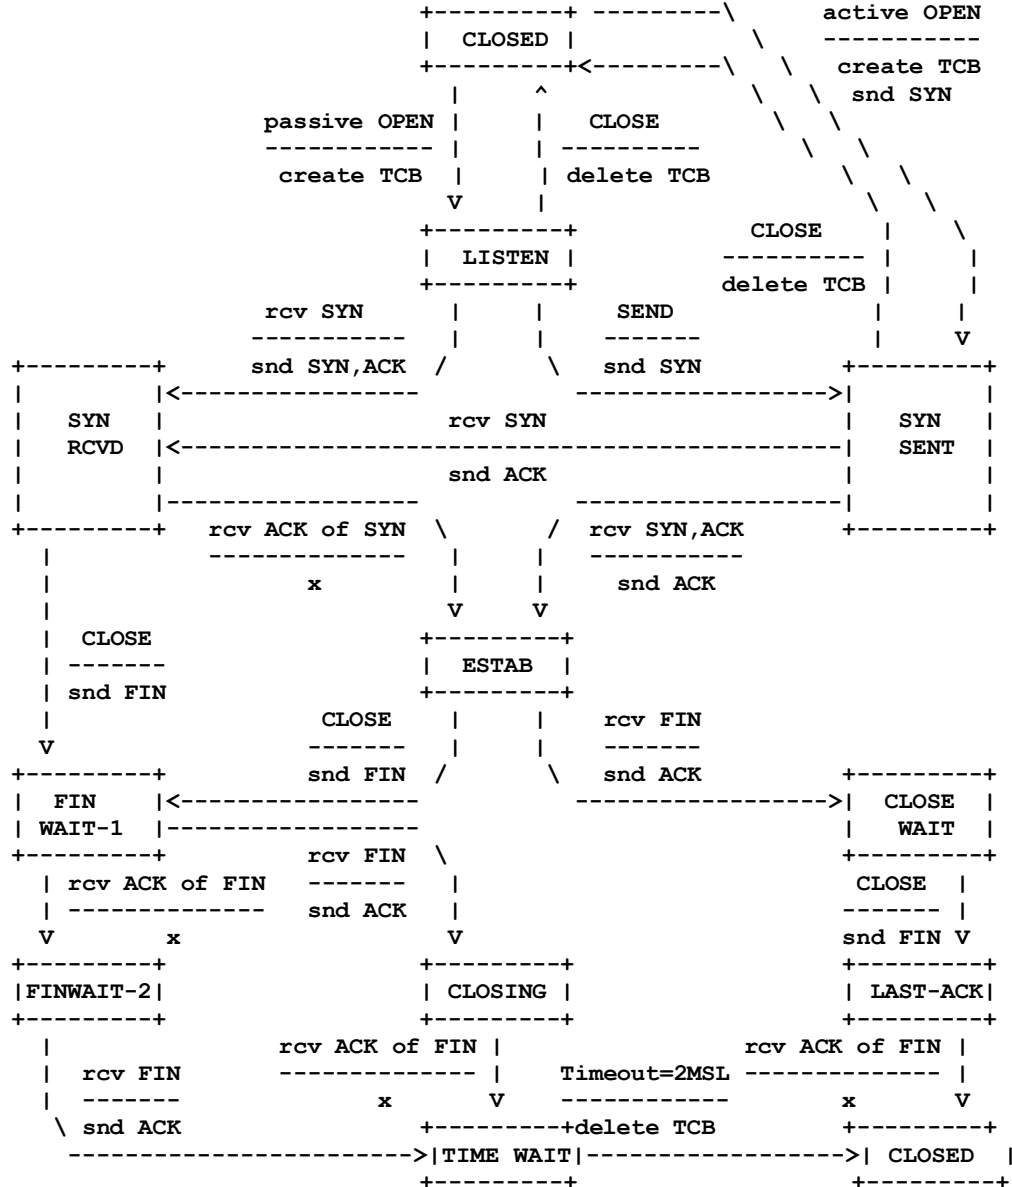 +---------+ ---------\ active OPEN
| CLOSED | \ -----------
+---------+<---------\ \ create TCB
| ^ \ \ snd SYN
passive OPEN | | CLOSE \ \
------------ | | ---------- \ \
create TCB | | delete TCB \ \
V | \ \
+---------+ CLOSE | \
| LISTEN | ---------- | |
+---------+ delete TCB | |
rcv SYN | | SEND | |
----------- | | ------- | V
+---------+ snd SYN,ACK / \ snd SYN +---------+
| |<----------------- ------------------>| |
| SYN | rcv SYN | SYN |
| RCVD |<-----------------------------------------------| SENT |
| | snd ACK | |
| |------------------ -------------------| |
+---------+ rcv ACK of SYN \ / rcv SYN,ACK +---------+
| -------------- | | -----------
| x | | snd ACK
| V V
| CLOSE +---------+
| ------- | ESTAB |
| snd FIN +---------+
| CLOSE | | rcv FIN
V ------- | | -------
+---------+ snd FIN / \ snd ACK +---------+
| FIN |<----------------- ------------------>| CLOSE |
| WAIT-1 |------------------ | WAIT |
+---------+ rcv FIN \ +---------+
| rcv ACK of FIN ------- | CLOSE |
| -------------- snd ACK | ------- |
V x V snd FIN V
+---------+ +---------+ +---------+
|FINWAIT-2| | CLOSING | | LAST-ACK|
+---------+ +---------+ +---------+
| rcv ACK of FIN | rcv ACK of FIN |
| rcv FIN -------------- | Timeout=2MSL -------------- |
| ------- x V ------------ x V
\ snd ACK +---------+delete TCB +---------+
------------------------>|TIME WAIT|------------------>| CLOSED |
+---------+ +---------+